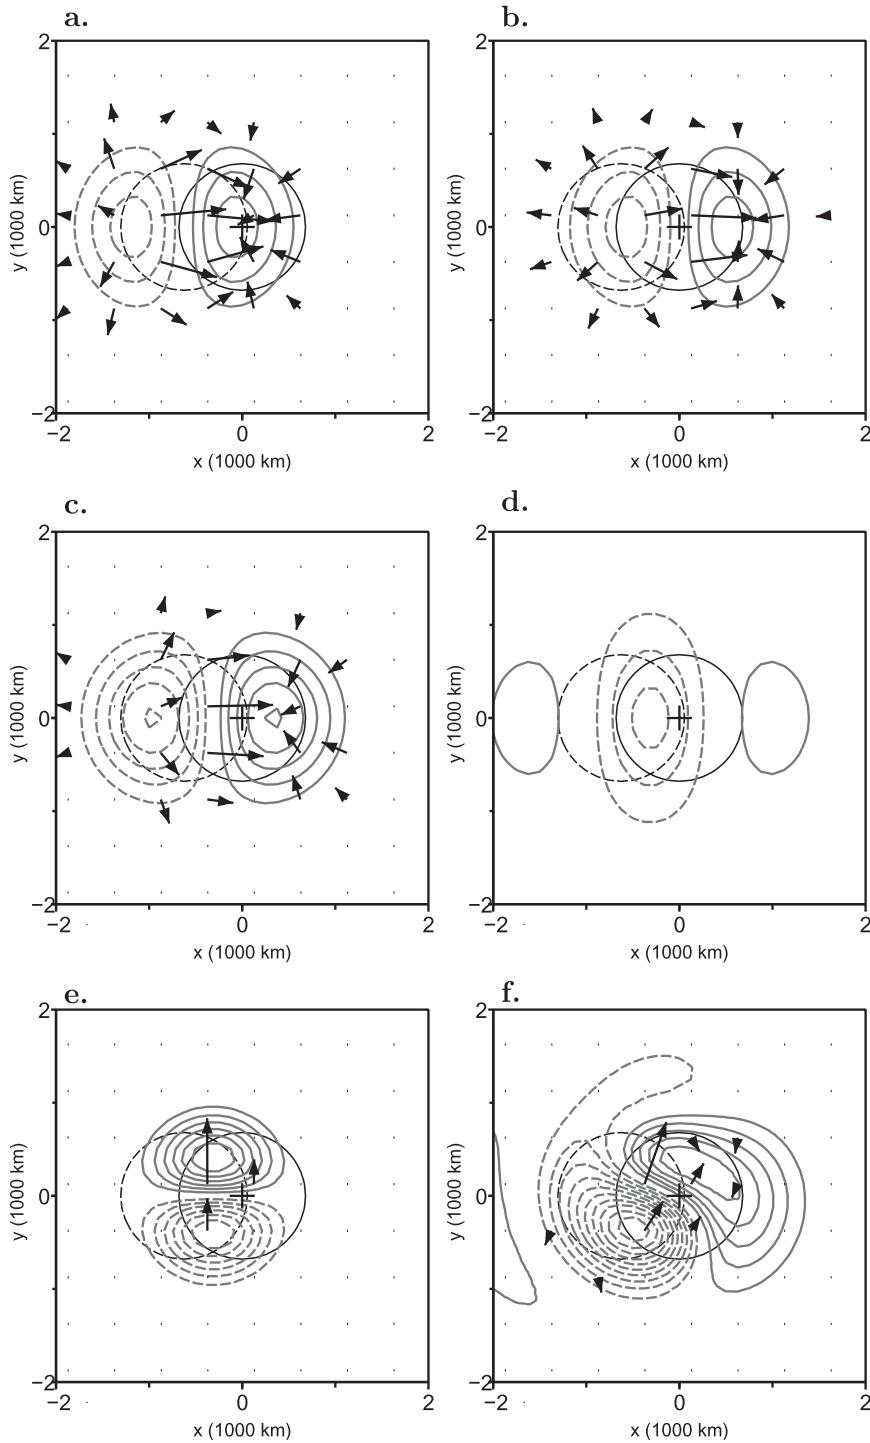 a. b.
2 2
y (1000 km) 0 y (1000 km) 0
−2 −2
−2 0 2 −2 0 2
x (1000 km) x (1000 km)
c. d.
2 2
y (1000 km) 0 y (1000 km) 0
−2 −2
−2 0 2 −2 0 2
x (1000 km) x (1000 km)
e. f.
2 2
y (1000 km) 0 y (1000 km) 0
−2 −2
−2 0 2 −2 0 2
x (1000 km) x (1000 km)